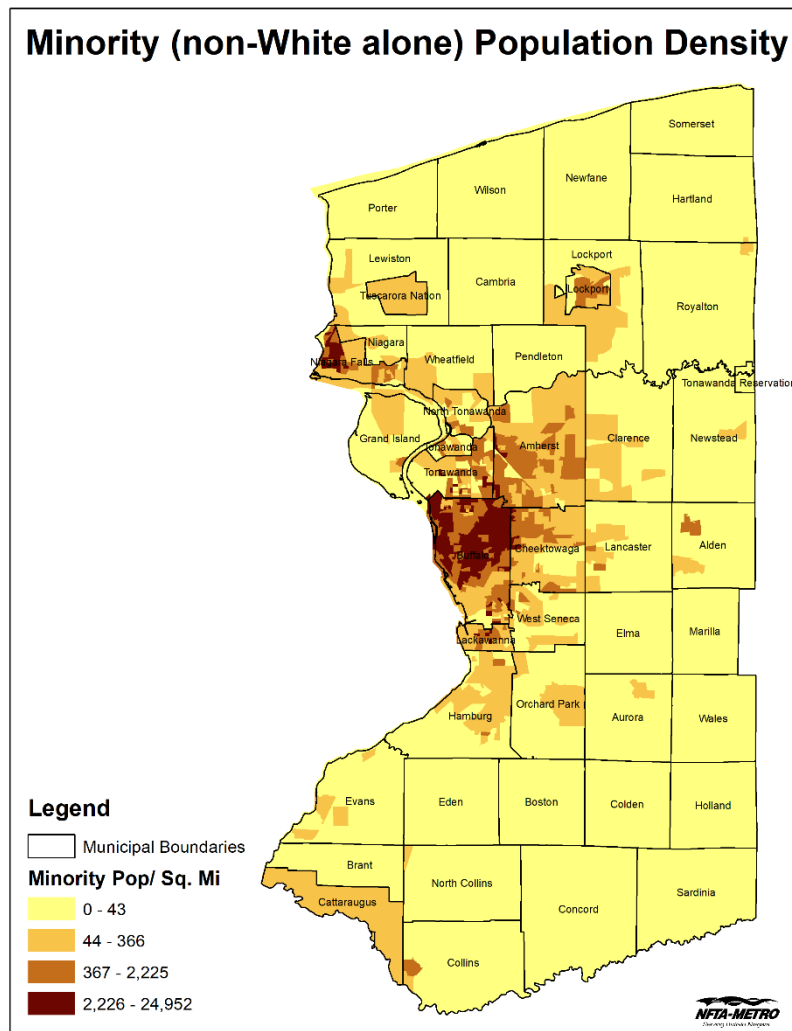 Minority (non-White alone) Population Density
Somerset
Newfane
Wilson
Hartland
Porter
Lewiston
Lockport
Cambria
Lockport
Tuscarora Nation
Royalton
Niagara
Niagara Falls
Wheatfield
Pendleton
Tonawanda Reservation
North Tonawanda
Grand Island
Tonawanda
Amherst
Clarence
Newstead
Tonawanda
Buffalo
Cheektowaga
Lancaster
Alden
West Seneca
Elma
Marilla
Lackawanna
Orchard Park
Hamburg
Aurora
Wales
Evans
Eden
Boston
Colden
Holland
Brant
North Collins
Cattaraugus
Concord
Sardinia
Collins
Legend
Municipal Boundaries
Minority Pop/ Sq. Mi
0 - 43
44 - 366
367 - 2,225
2,226 - 24,952
NFTA-METRO